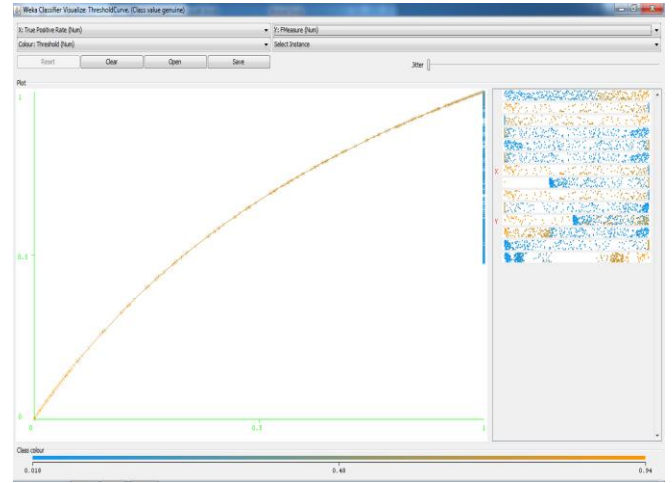 Weka Classifier Visualize: ThresholdCurve. (Class value genuine)
X: True Positive Rate (Num)
Y: FMeasure (Num)
Colour: Threshold (Num)
Select Instance
Reset
Clear
Open
Save
Jitter
Plot
1
0.5
0
0
0.5
1
X
Y
Class colour
0.018
0.48
0.94